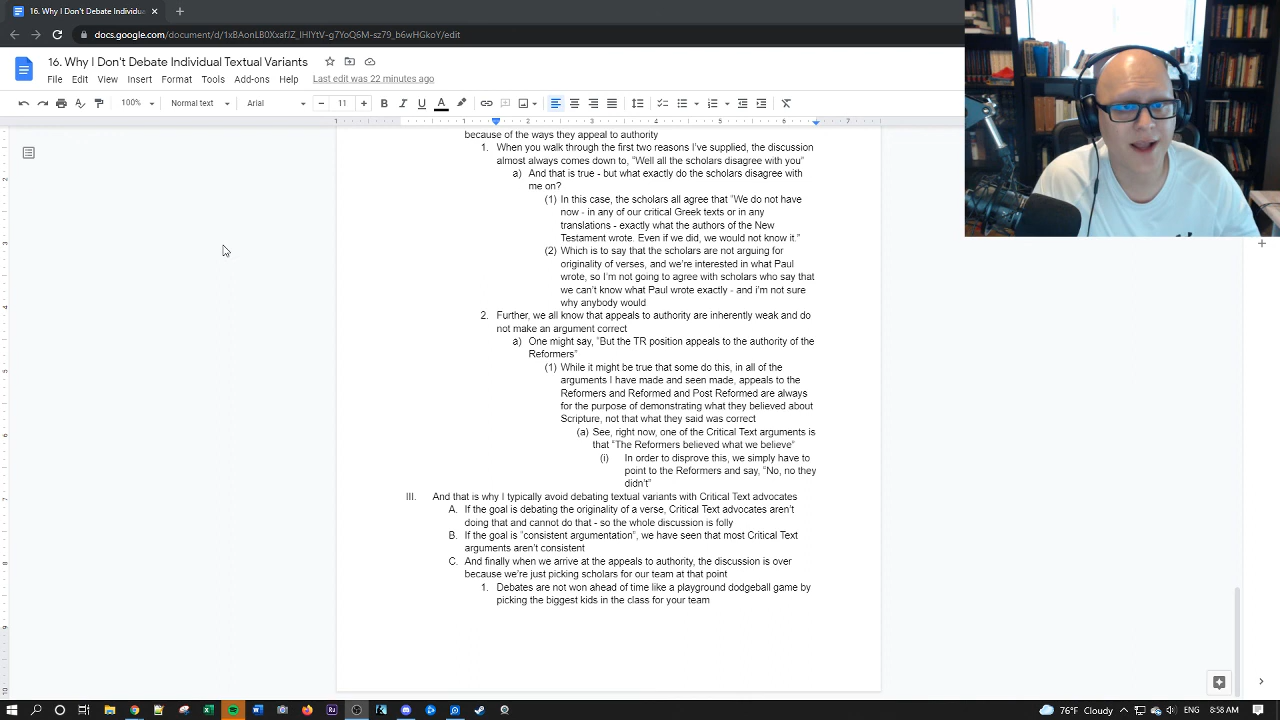 16. Why I Don't Debate Individua
docs.google.com/document/d/1xBAonLB0XxafJZ_lHIYtV-g7YoQ6M-sz79_b6wHGkoY/edit
16. Why I Don't Debate Individual Textual Variants
File Edit View Insert Format Tools Add-ons Help Last edit was 22 minutes ago
100% Normal text Arial 11
because of the ways they appeal to authority
1. When you walk through the first two reasons I've supplied, the discussion
almost always comes down to, "Well all the scholars disagree with you"
a) And that is true - but what exactly do the scholars disagree with
me on?
(1) In this case, the scholars all agree that "We do not have
now - in any of our critical Greek texts or in any
translations - exactly what the authors of the New
Testament wrote. Even if we did, we would not know it."
(2) Which is to say that the scholars are not arguing for
originality of verses, and we're interested in what Paul
wrote, so I'm not going to agree with scholars who say that
we can't know what Paul wrote exactly - and i'm not sure
why anybody would
2. Further, we all know that appeals to authority are inherently weak and do
not make an argument correct
a) One might say, "But the TR position appeals to the authority of the
Reformers"
(1) While it might be true that some do this, in all of the
arguments I have made and seen made, appeals to the
Reformers and Reformed and Post Reformed are always
for the purpose of demonstrating what they believed about
Scripture, not that what they said was correct
(a) See, right now, one of the Critical Text arguments is
that "The Reformers believed what we believe"
(i) In order to disprove this, we simply have to
point to the Reformers and say, "No, no they
didn't"
III. And that is why I typically avoid debating textual variants with Critical Text advocates
A. If the goal is debating the originality of a verse, Critical Text advocates aren't
doing that and cannot do that - so the whole discussion is folly
B. If the goal is "consistent argumentation", we have seen that most Critical Text
arguments aren't consistent
C. And finally when we arrive at the appeals to authority, the discussion is over
because we're just picking scholars for our team at that point
1. Debates are not won ahead of time like a playground dodgeball game by
picking the biggest kids in the class for your team
76°F Cloudy ENG 8:58 AM